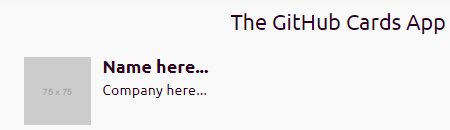 The GitHub Cards App
Name here...
75 x 75
Company here...